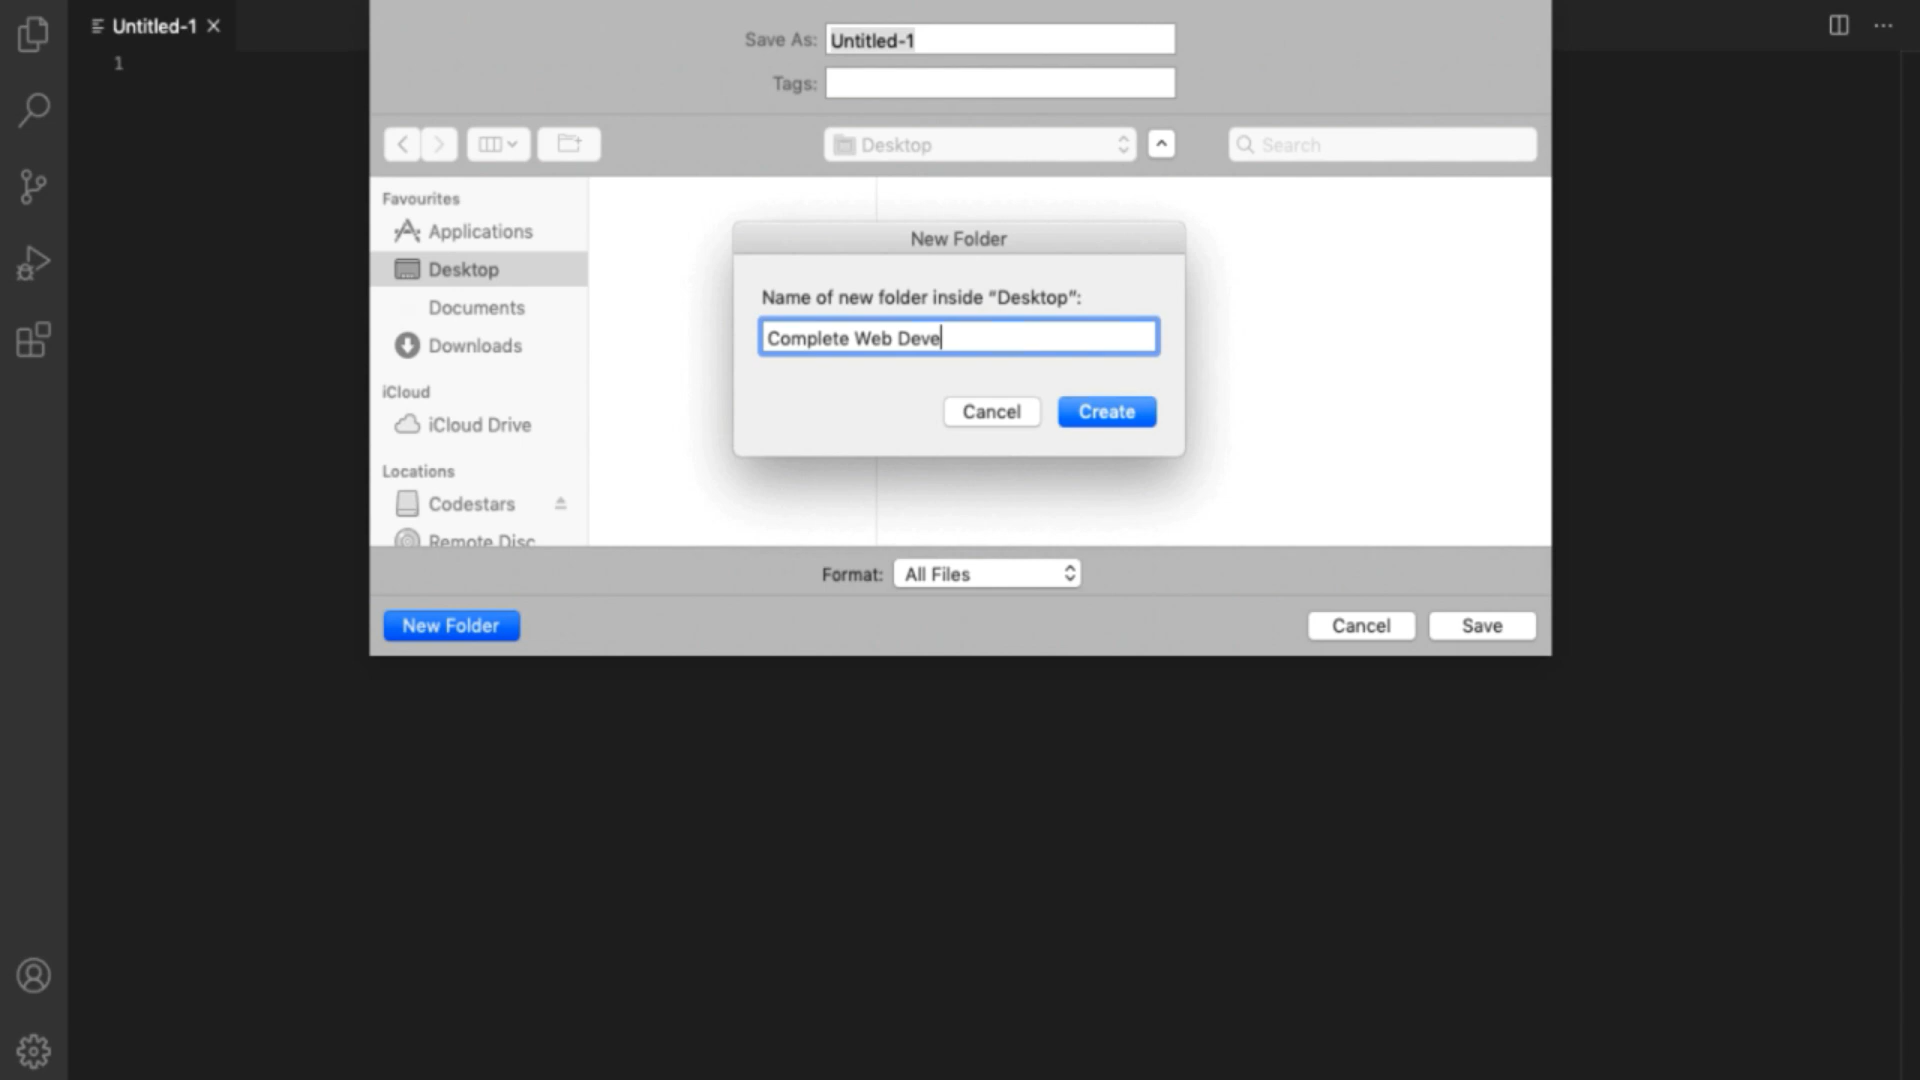 Untitled-1
1
Save As: Untitled-1
Tags:
Desktop
Search
Favourites
Applications
Desktop
Documents
Downloads
iCloud
iCloud Drive
Locations
Codestars
Remote Disc
New Folder
Name of new folder inside “Desktop”:
Complete Web Deve
Cancel Create
Format: All Files
New Folder Cancel Save